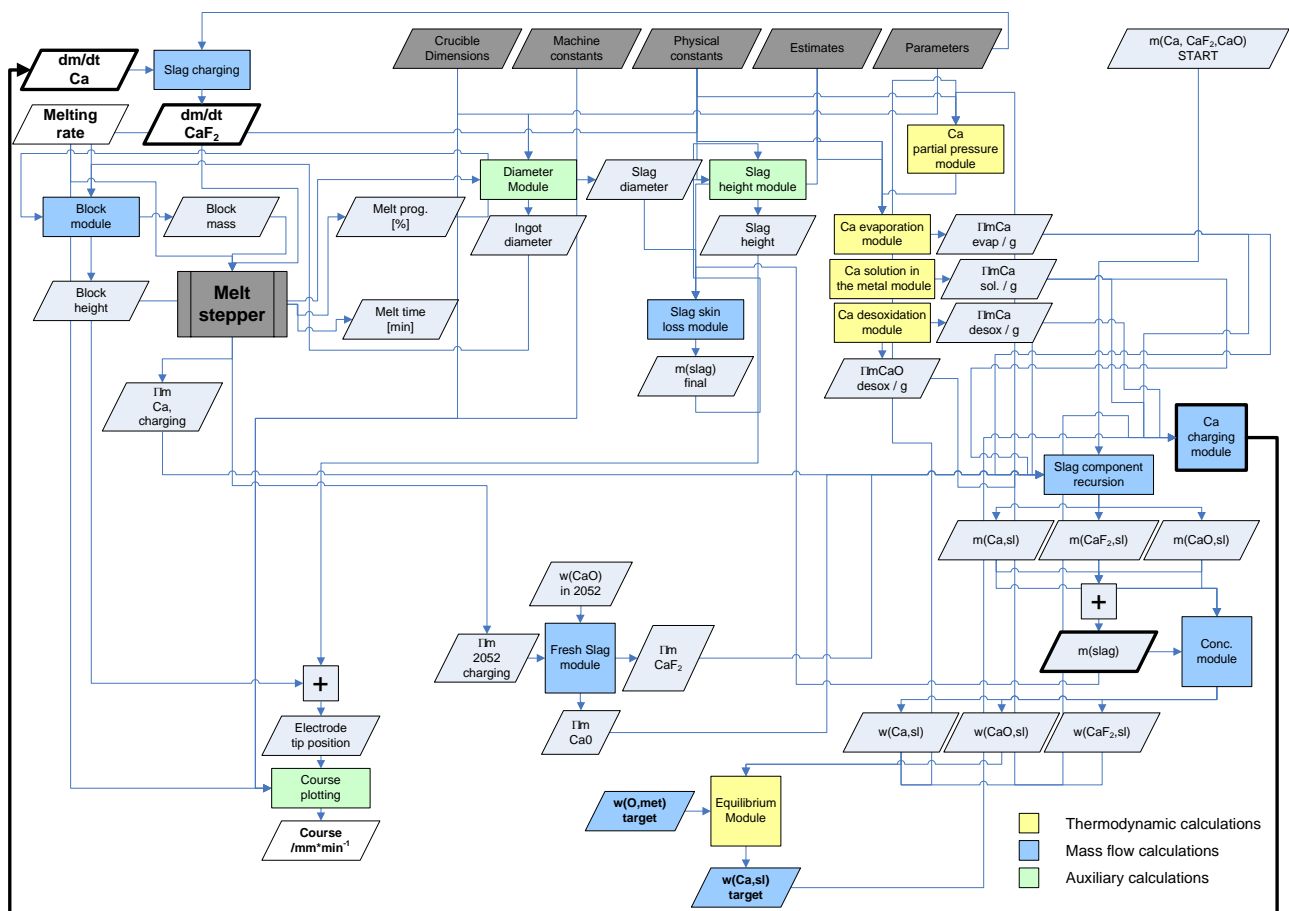 Crucible
Dimensions
Machine
constants
Physical
constants
Estimates
Parameters
m(Ca, CaF₂,CaO)
START
dm/dt
Ca
Slag charging
Melting
rate
dm/dt
CaF₂
Ca
partial pressure
module
Diameter
Module
Slag
diameter
Slag
height module
Block
module
Block
mass
Melt prog.
[%]
Ingot
diameter
Slag
height
Ca evaporation
module
ΠmCa
evap / g
Ca solution in
the metal module
ΠmCa
sol. / g
Block
height
Melt
stepper
Melt time
[min]
Slag skin
loss module
Ca desoxidation
module
ΠmCa
desox / g
m(slag)
final
ΠmCaO
desox / g
Πm
Ca,
charging
Ca
charging
module
Slag component
recursion
m(Ca,sl)
m(CaF₂,sl)
m(CaO,sl)
w(CaO)
in 2052
+
Πm
2052
charging
Fresh Slag
module
Πm
CaF₂
m(slag)
Conc.
module
+
Πm
Ca0
Electrode
tip position
w(Ca,sl)
w(CaO,sl)
w(CaF₂,sl)
Course
plotting
w(O,met)
target
Equilibrium
Module
Course
/mm*min⁻¹
w(Ca,sl)
target
Thermodynamic calculations
Mass flow calculations
Auxiliary calculations